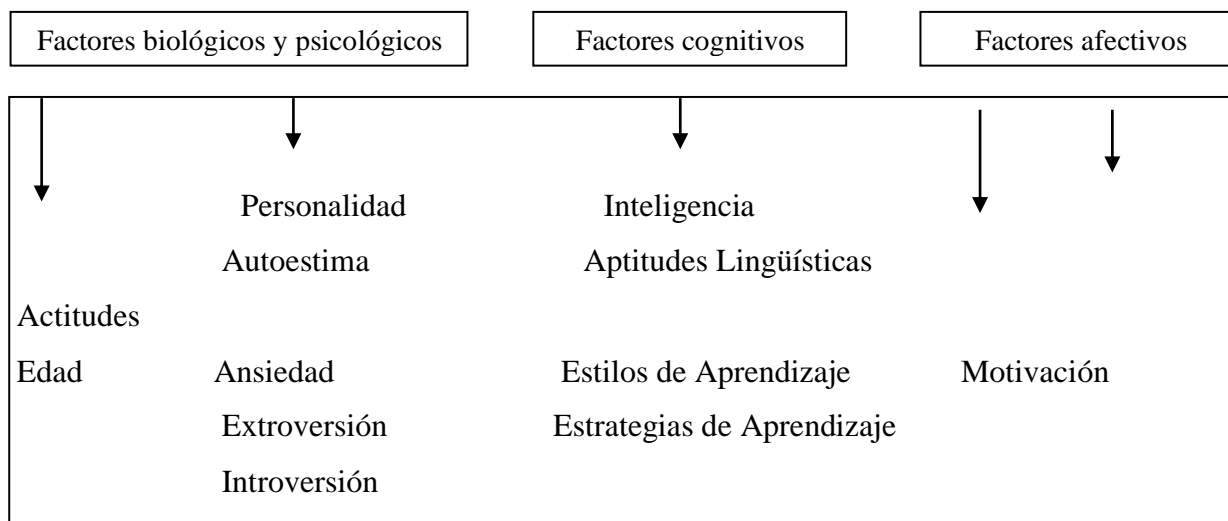 Factores biológicos y psicológicos Factores cognitivos Factores afectivos
Personalidad Inteligencia
Autoestima Aptitudes Lingüísticas
Actitudes
Edad Ansiedad Estilos de Aprendizaje Motivación
Extroversión Estrategias de Aprendizaje
Introversión